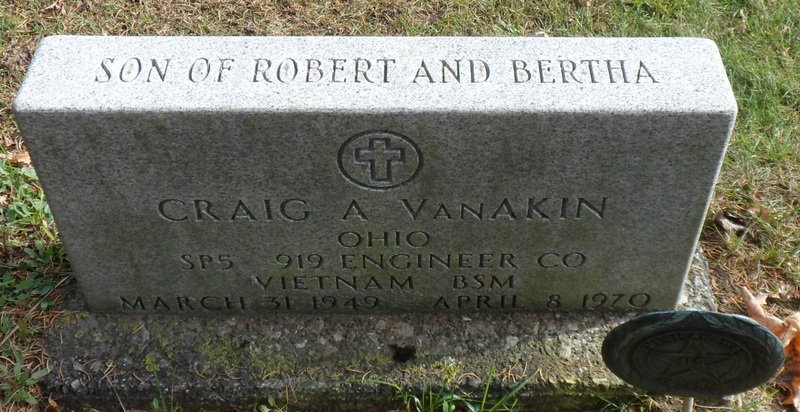 SON OF ROBERT AND BERTHA
CRAIG A VANAKIN
OHIO
SP5 919 ENGINEER CO
VIETNAM BSM
MARCH 31 1949 APRIL 8 1970